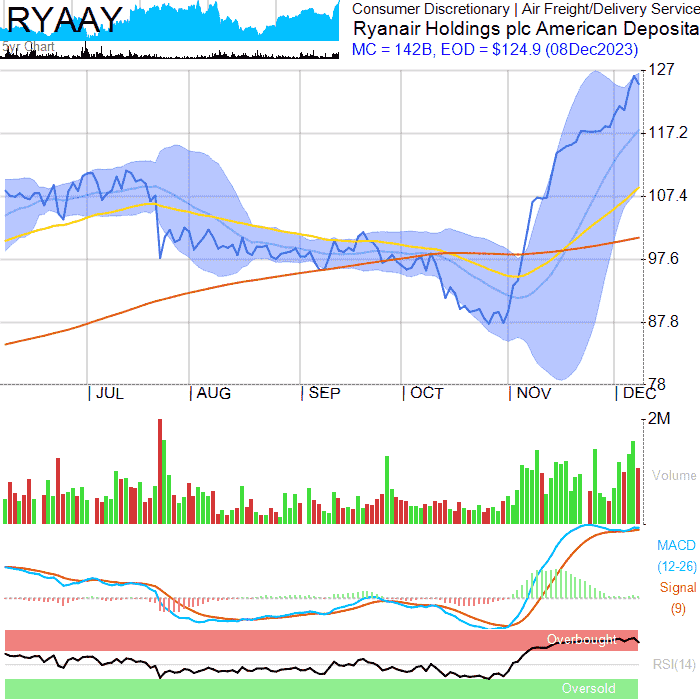 RYAAY
5yr Chart
Consumer Discretionary | Air Freight/Delivery Service
Ryanair Holdings plc American Deposita
MC = 142B, EOD = $124.9 (08Dec2023)
127
117.2
107.4
97.6
87.8
78
JUL AUG SEP OCT NOV DEC
2M
Volume
MACD
(12-26)
Signal
(9)
Overbought
RSI(14)
Oversold